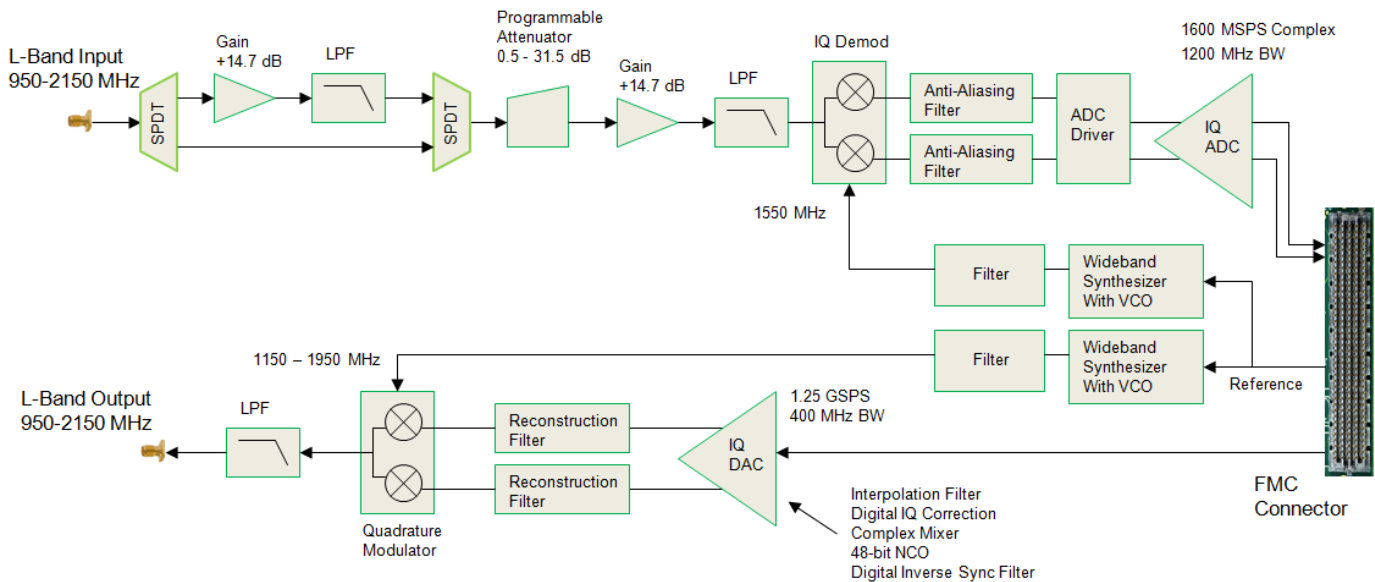 L-Band Input
950-2150 MHz
SPDT
Gain
+14.7 dB
LPF
SPDT
Programmable
Attenuator
0.5 - 31.5 dB
Gain
+14.7 dB
LPF
IQ Demod
Anti-Aliasing
Filter
Anti-Aliasing
Filter
ADC
Driver
1600 MSPS Complex
1200 MHz BW
IQ
ADC
1550 MHz
Filter
Wideband
Synthesizer
With VCO
1150 – 1950 MHz
Filter
Wideband
Synthesizer
With VCO
Reference
L-Band Output
950-2150 MHz
LPF
Quadrature
Modulator
Reconstruction
Filter
Reconstruction
Filter
1.25 GSPS
400 MHz BW
IQ
DAC
Interpolation Filter
Digital IQ Correction
Complex Mixer
48-bit NCO
Digital Inverse Sync Filter
FMC
Connector